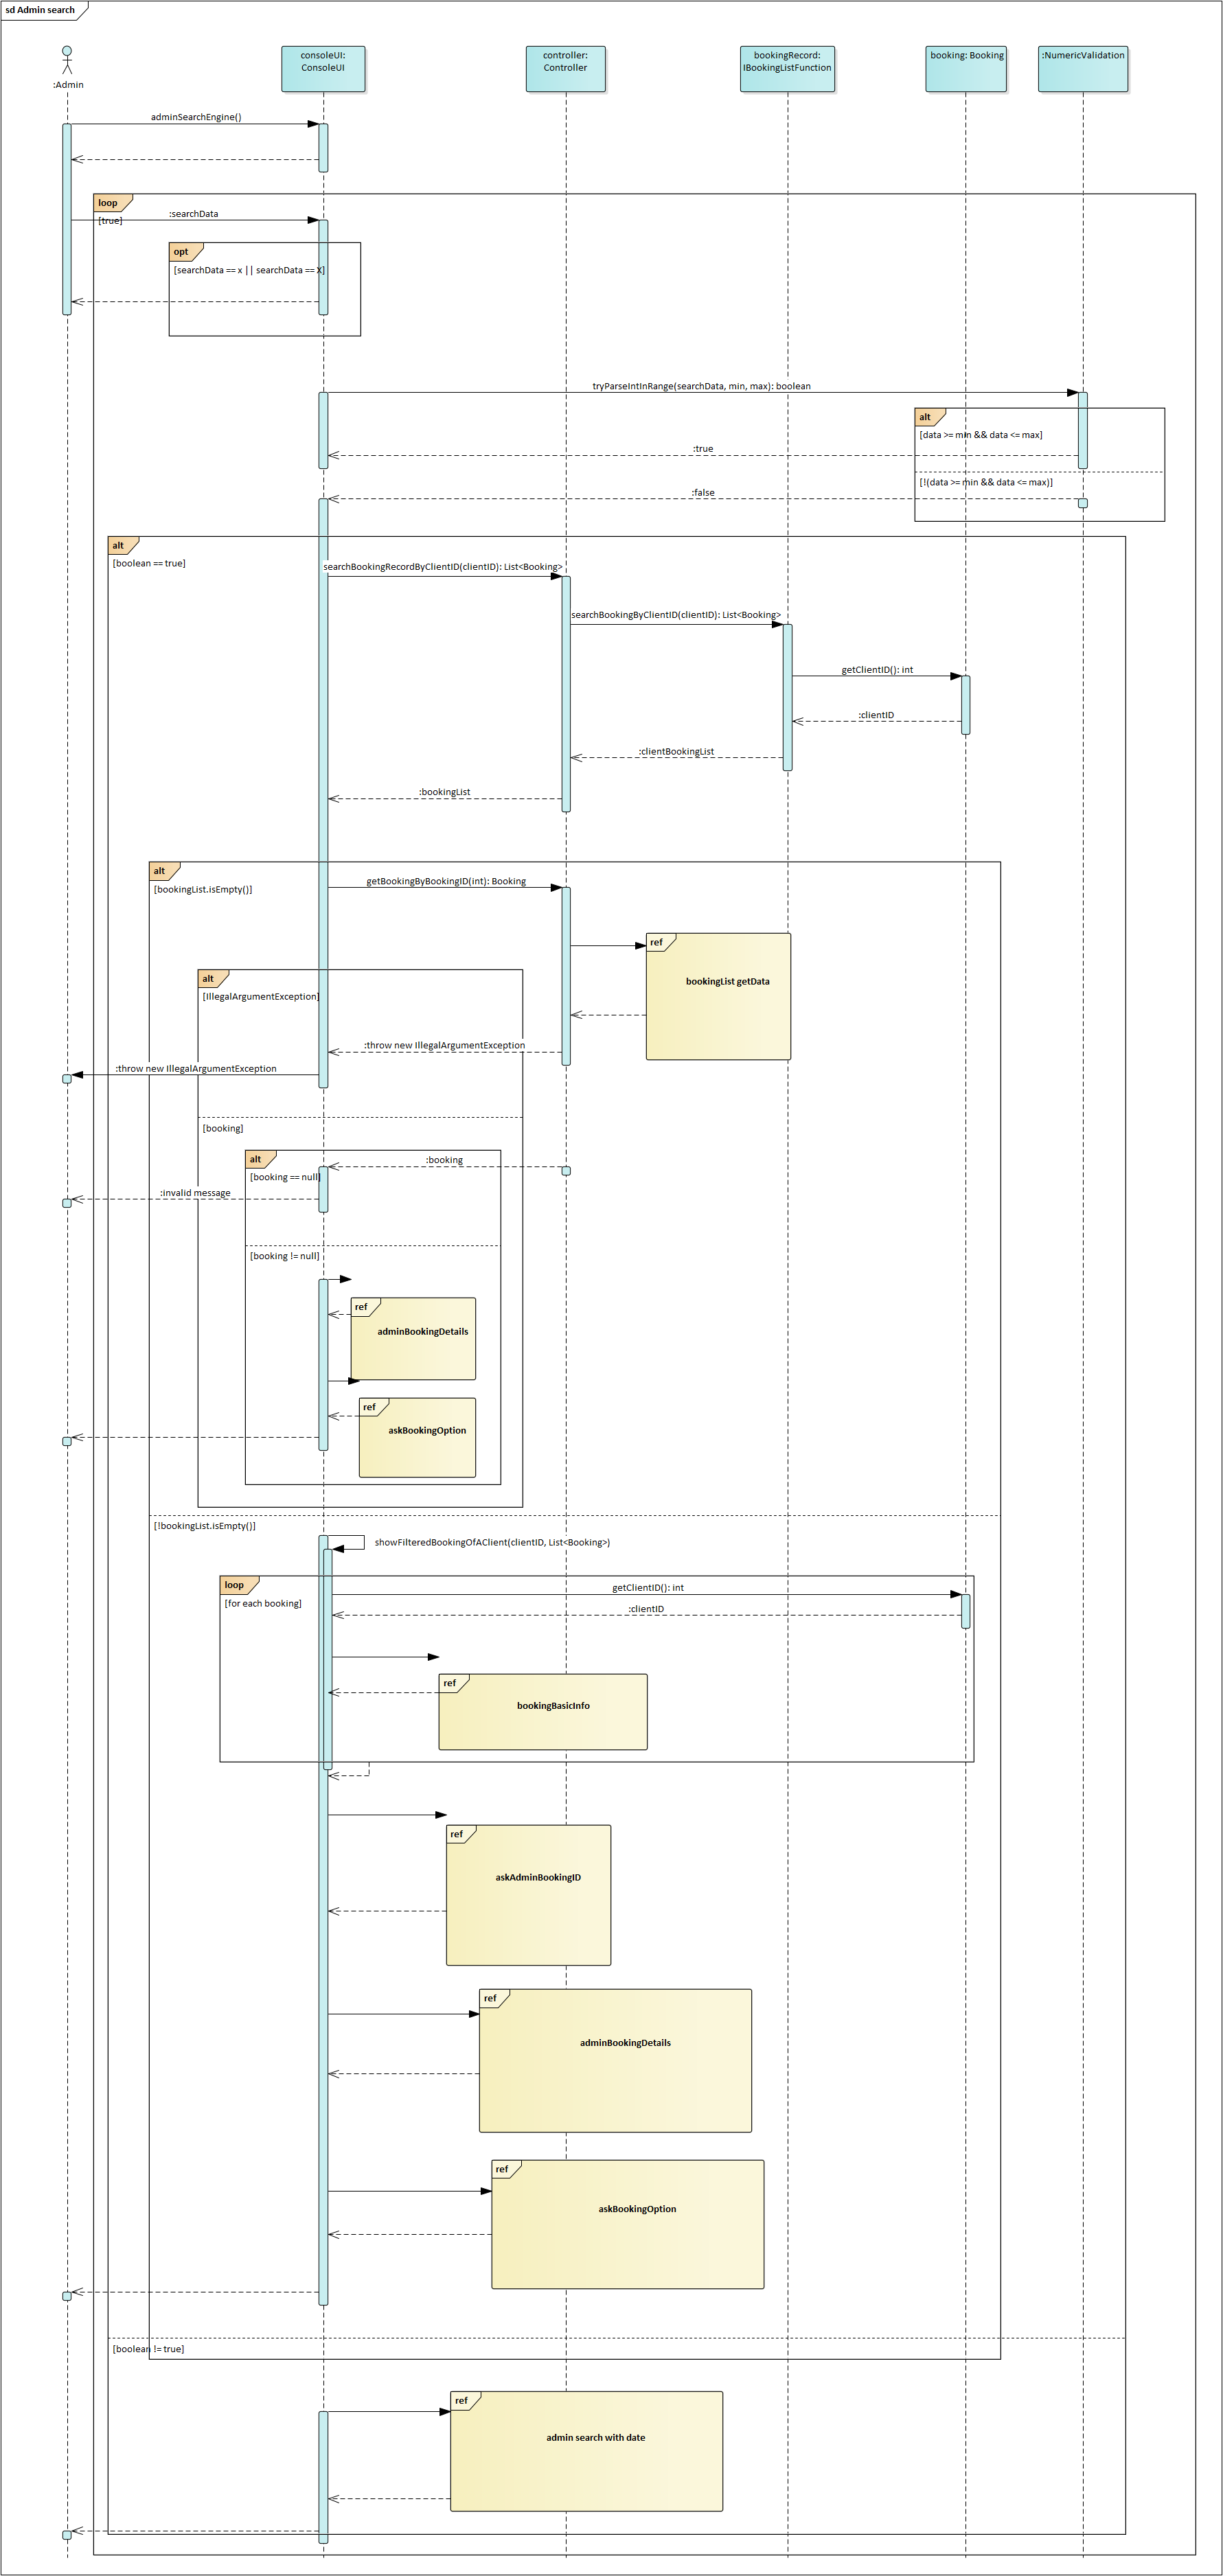 sd Admin search
:Admin
consoleUI:
ConsoleUI
controller:
Controller
bookingRecord:
IBookingListFunction
booking: Booking
:NumericValidation
adminSearchEngine()
loop
[true]
:searchData
opt
[searchData == x || searchData == X]
tryParseIntInRange(searchData, min, max): boolean
alt
[data >= min && data <= max]
:true
[!(data >= min && data <= max)]
:false
alt
[boolean == true]
searchBookingRecordByClientID(clientID): List<Booking>
searchBookingByClientID(clientID): List<Booking>
getClientID(): int
:clientID
:clientBookingList
:bookingList
alt
[bookingList.isEmpty()]
getBookingByBookingID(int): Booking
ref
bookingList getData
alt
[IllegalArgumentException]
:throw new IllegalArgumentException
:throw new IllegalArgumentException
[booking]
alt
:booking
[booking == null]
:invalid message
[booking != null]
ref
adminBookingDetails
ref
askBookingOption
[!bookingList.isEmpty()]
showFilteredBookingOfAClient(clientID, List<Booking>)
loop
[for each booking]
getClientID(): int
:clientID
ref
bookingBasicInfo
ref
askAdminBookingID
ref
adminBookingDetails
ref
askBookingOption
[boolean != true]
ref
admin search with date